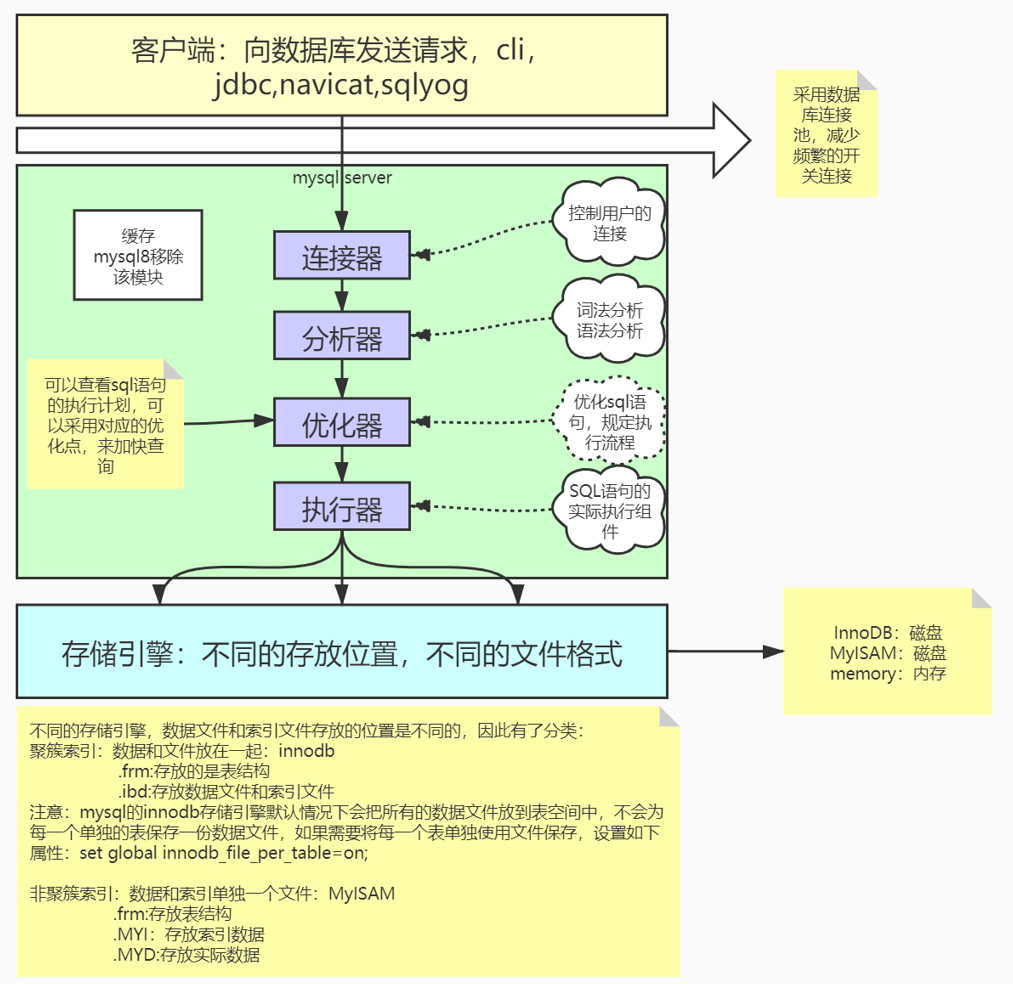 客户端：向数据库发送请求，cli，
jdbc,navicat,sqlyog
采用数据
库连接
池，减少
频繁的开
关连接
mysql server
缓存
mysql8移除
该模块
连接器
控制用户的
连接
分析器
词法分析
语法分析
可以查看sql语句
的执行计划，可
以采用对应的优
化点，来加快查
询
优化器
优化sql语
句，规定执
行流程
执行器
SQL语句的
实际执行组
件
存储引擎：不同的存放位置，不同的文件格式
InnoDB：磁盘
MyISAM：磁盘
memory：内存
不同的存储引擎，数据文件和索引文件存放的位置是不同的，因此有了分类：
聚簇索引：数据和文件放在一起：innodb
.frm:存放的是表结构
.ibd:存放数据文件和索引文件
注意：mysql的innodb存储引擎默认情况下会把所有的数据文件放到表空间中，不会为
每一个单独的表保存一份数据文件，如果需要将每一个表单独使用文件保存，设置如下
属性：set global innodb_file_per_table=on;
非聚簇索引：数据和索引单独一个文件：MyISAM
.frm:存放表结构
.MYI：存放索引数据
.MYD:存放实际数据